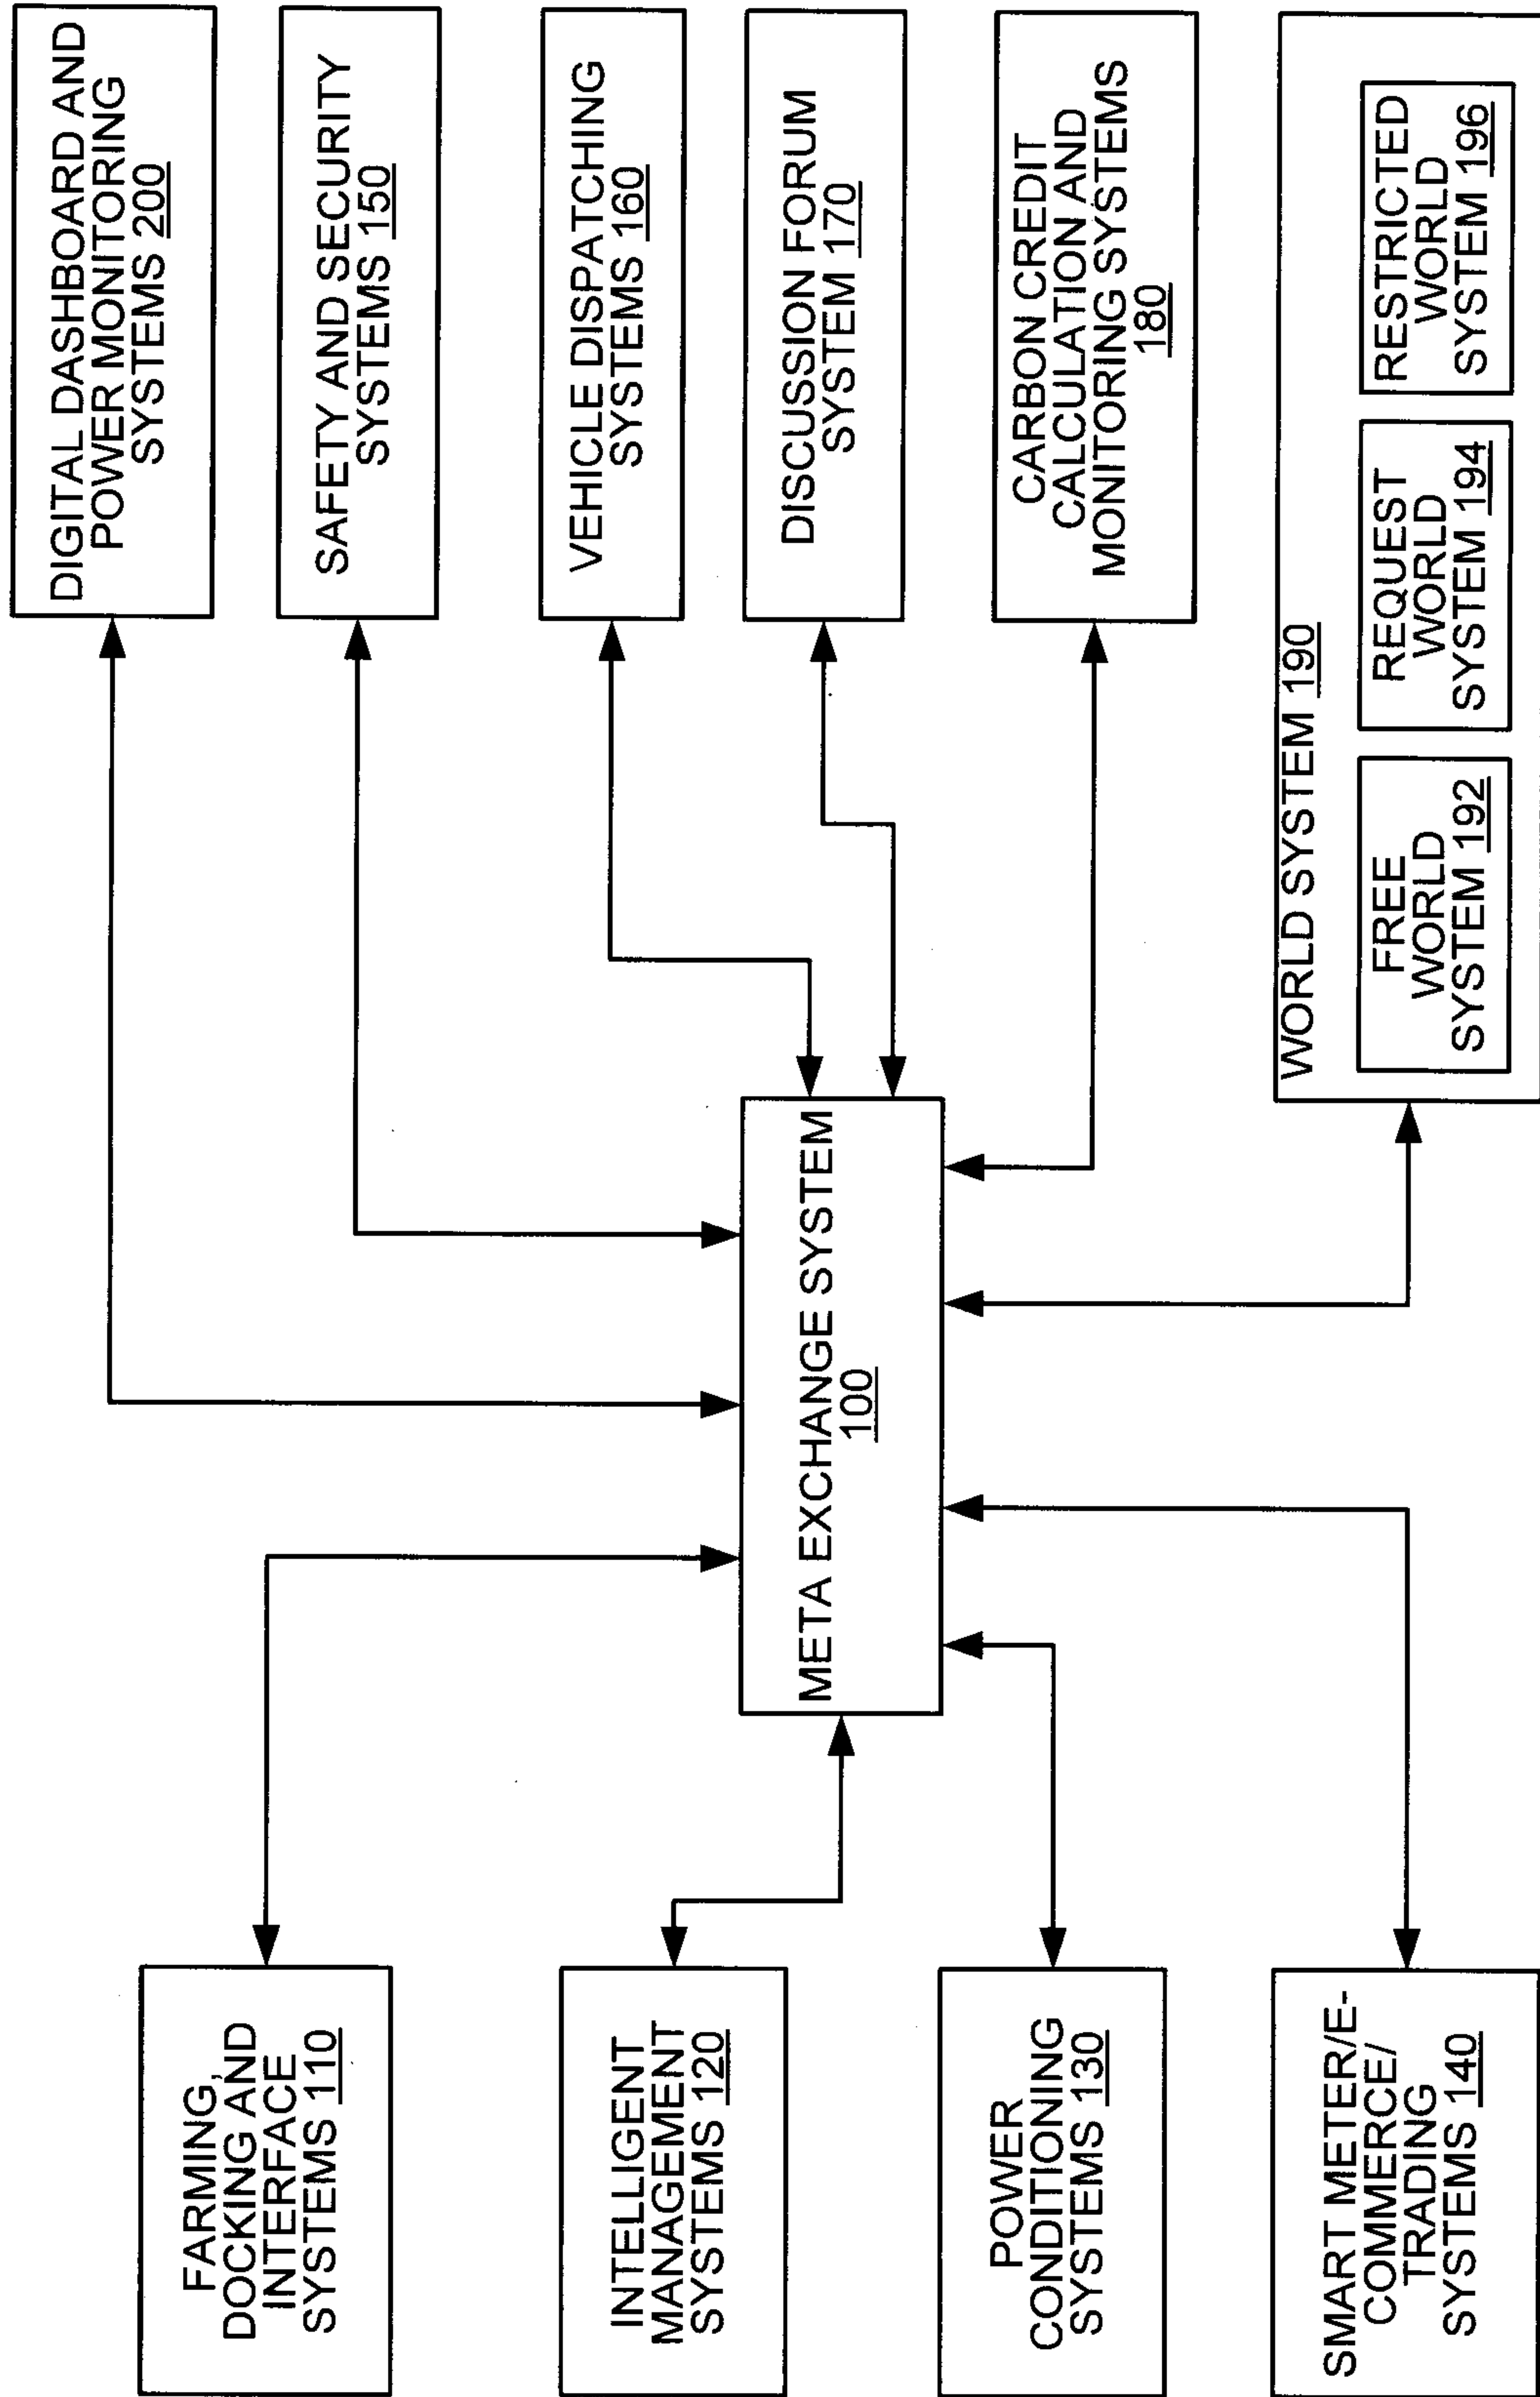 FARMING,
DOCKING AND
INTERFACE
SYSTEMS 110
INTELLIGENT
MANAGEMENT
SYSTEMS 120
POWER
CONDITIONING
SYSTEMS 130
SMART METER/E-
COMMERCE/
TRADING
SYSTEMS 140
META EXCHANGE SYSTEM
100
DIGITAL DASHBOARD AND
POWER MONITORING
SYSTEMS 200
SAFETY AND SECURITY
SYSTEMS 150
VEHICLE DISPATCHING
SYSTEMS 160
DISCUSSION FORUM
SYSTEM 170
CARBON CREDIT
CALCULATION AND
MONITORING SYSTEMS
180
WORLD SYSTEM 190
FREE
WORLD
SYSTEM 192
REQUEST
WORLD
SYSTEM 194
RESTRICTED
WORLD
SYSTEM 196